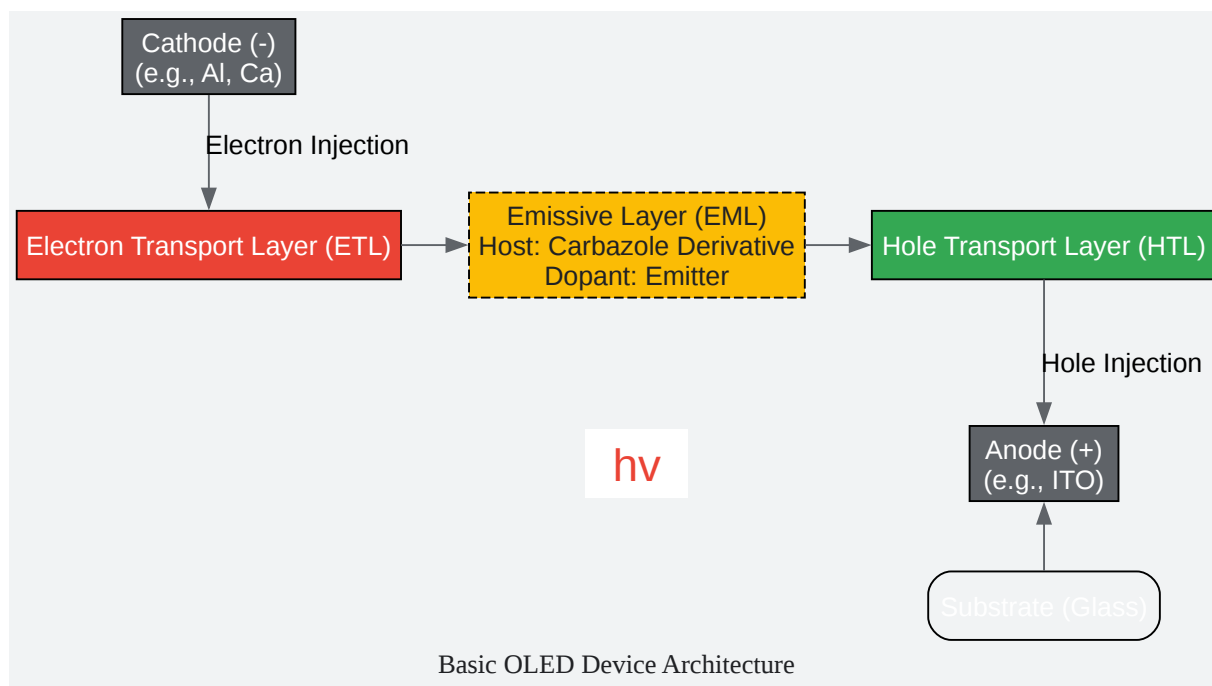 Cathode (-)
(e.g., Al, Ca)
Electron Injection
Electron Transport Layer (ETL)
Emissive Layer (EML)
Host: Carbazole Derivative
Dopant: Emitter
Hole Transport Layer (HTL)
Hole Injection
hv
Anode (+)
(e.g., ITO)
Substrate (Glass)
Basic OLED Device Architecture